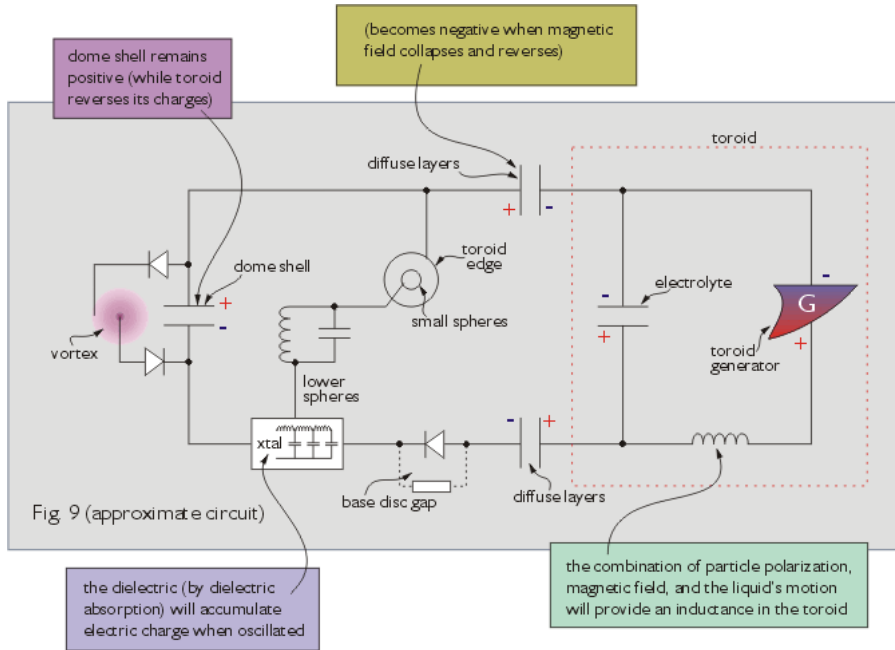 (becomes negative when magnetic
field collapses and reverses)
dome shell remains
positive (while toroid
reverses its charges)
toroid
diffuse layers
+
-
toroid
edge
dome shell
+
-
small spheres
-
electrolyte
+
-
G
+
toroid
generator
vortex
lower
spheres
xtal
-
+
base disc gap
diffuse layers
Fig. 9 (approximate circuit)
the dielectric (by dielectric
absorption) will accumulate
electric charge when oscillated
the combination of particle polarization,
magnetic field, and the liquid's motion
will provide an inductance in the toroid